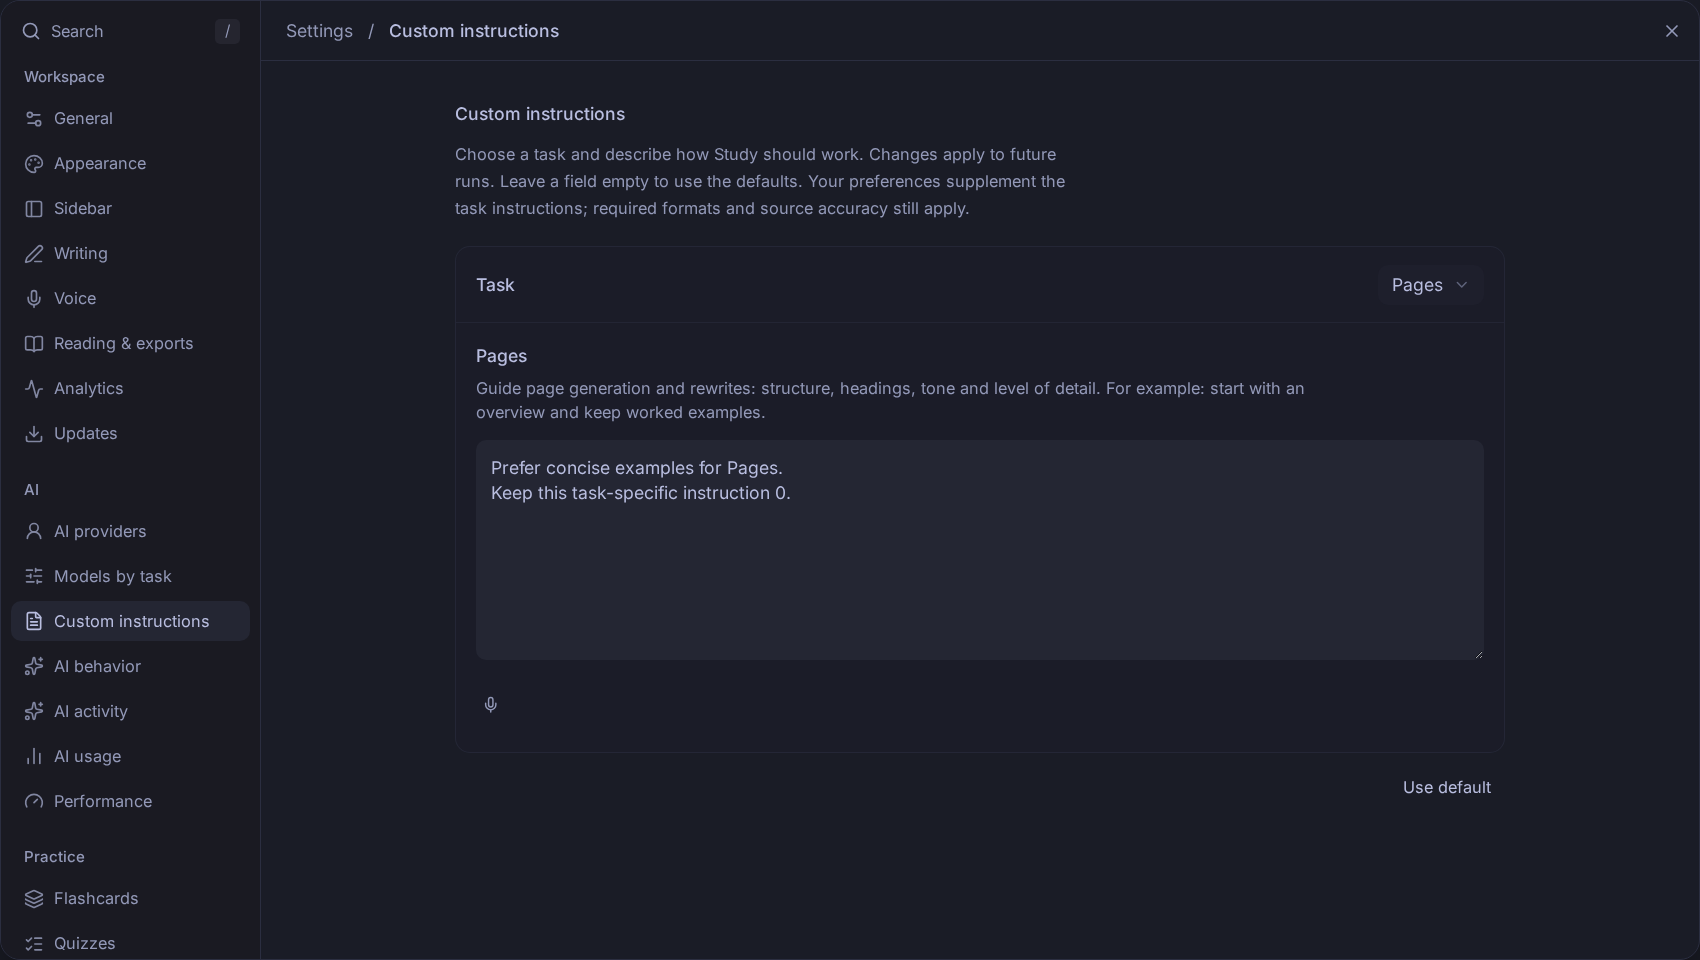 Search
/
Workspace
General
Appearance
Sidebar
Writing
Voice
Reading & exports
Analytics
Updates
AI
AI providers
Models by task
Custom instructions
AI behavior
AI activity
AI usage
Performance
Practice
Flashcards
Quizzes
Settings / Custom instructions
Custom instructions
Choose a task and describe how Study should work. Changes apply to future
runs. Leave a field empty to use the defaults. Your preferences supplement the
task instructions; required formats and source accuracy still apply.
Task
Pages
Pages
Guide page generation and rewrites: structure, headings, tone and level of detail. For example: start with an
overview and keep worked examples.
Prefer concise examples for Pages.
Keep this task-specific instruction 0.
Use default